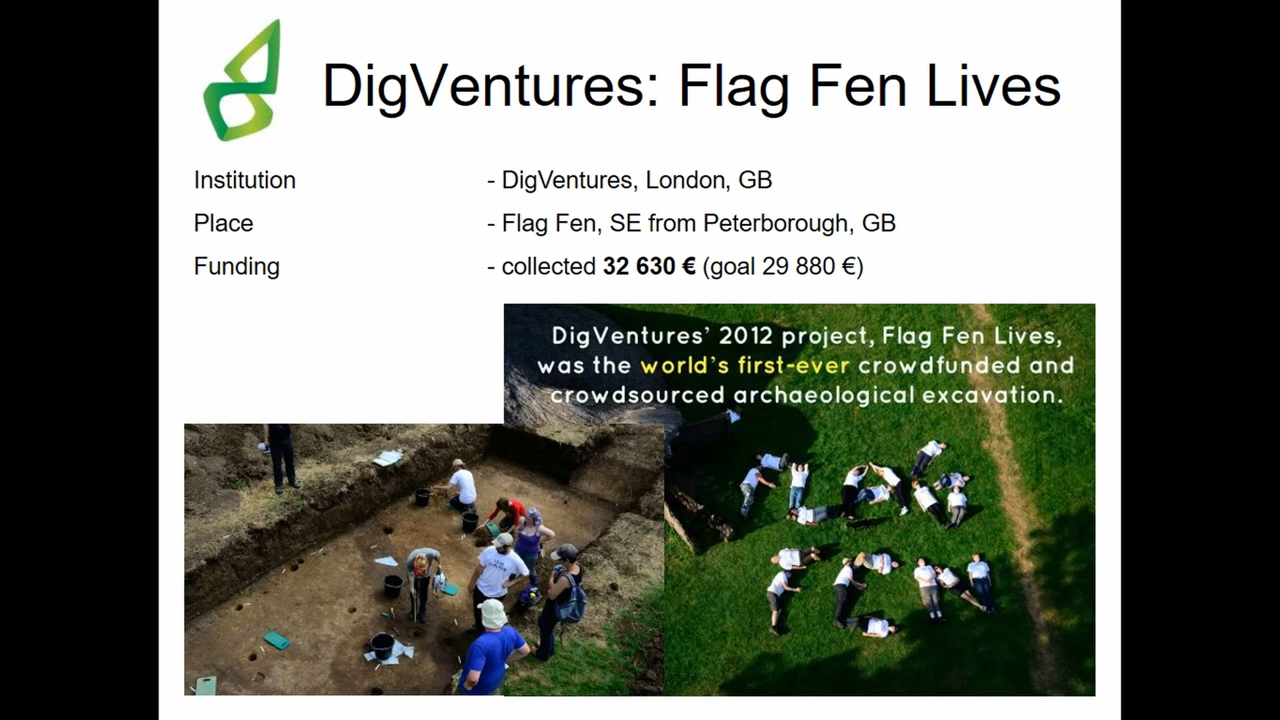 DigVentures: Flag Fen Lives
Institution - DigVentures, London, GB
Place - Flag Fen, SE from Peterborough, GB
Funding - collected 32 630 € (goal 29 880 €)
DigVentures' 2012 project, Flag Fen Lives,
was the world's first-ever crowdfunded and
crowdsourced archaeological excavation.
FLAG
FEN